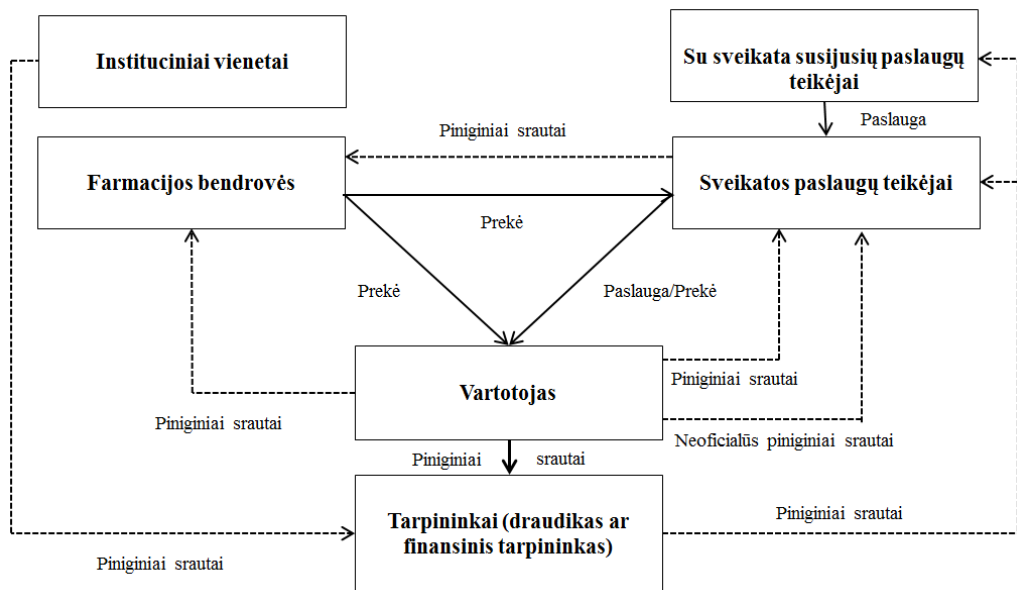 Instituciniai vienetai
Su sveikata susijusių paslaugų
teikėjai
Piniginiai srautai
Paslauga
Farmacijos bendrovės
Sveikatos paslaugų teikėjai
Prekė
Prekė
Paslauga/Prekė
Vartotojas
Piniginiai srautai
Piniginiai srautai
Neoficialūs piniginiai srautai
Piniginiai srautai
Tarpininkai (draudikas ar
finansinis tarpininkas)
Piniginiai srautai
Piniginiai srautai